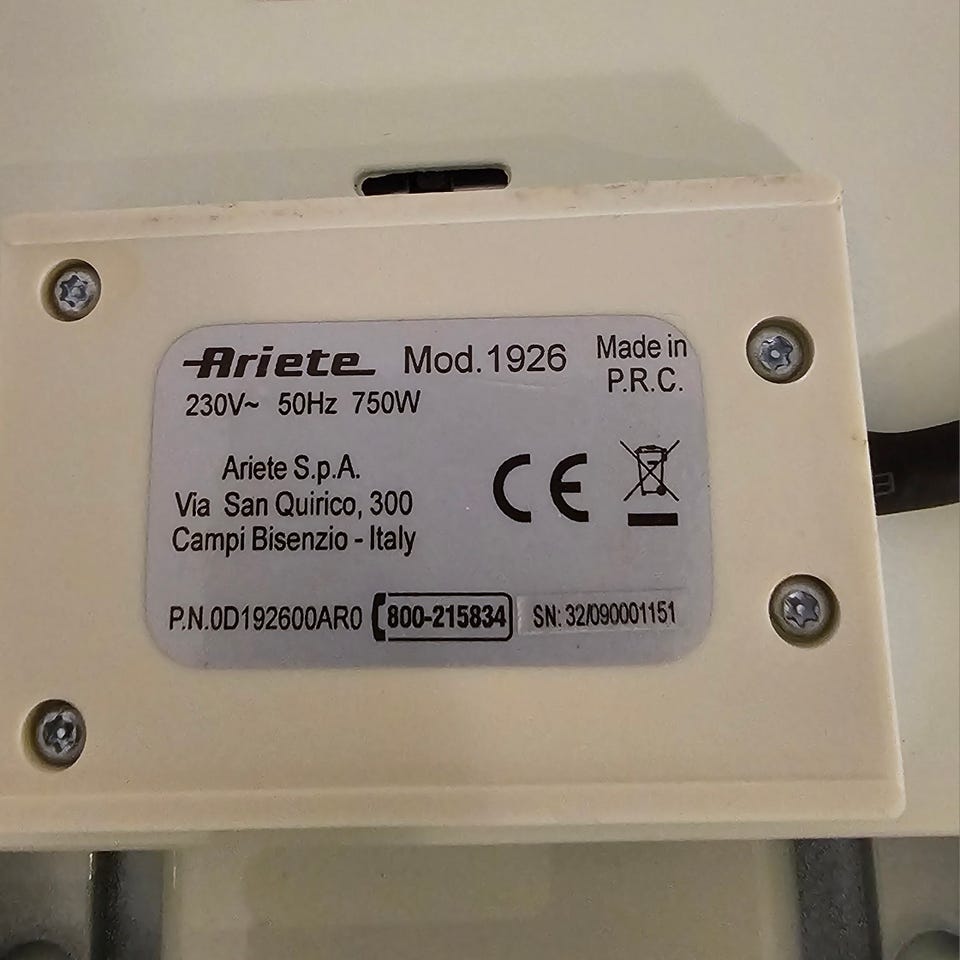 Ariete Mod.1926 Made in
P.R.C.
230V~ 50Hz 750W
Ariete S.p.A.
Via San Quirico, 300
Campi Bisenzio - Italy
CE
P.N.0D192600AR0 800-215834 SN: 32/090001151